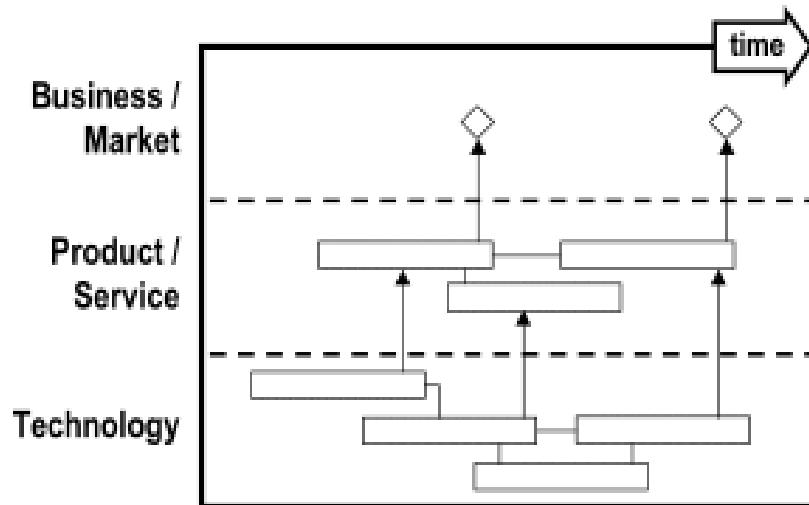 time
Business /
Market
Product /
Service
Technology